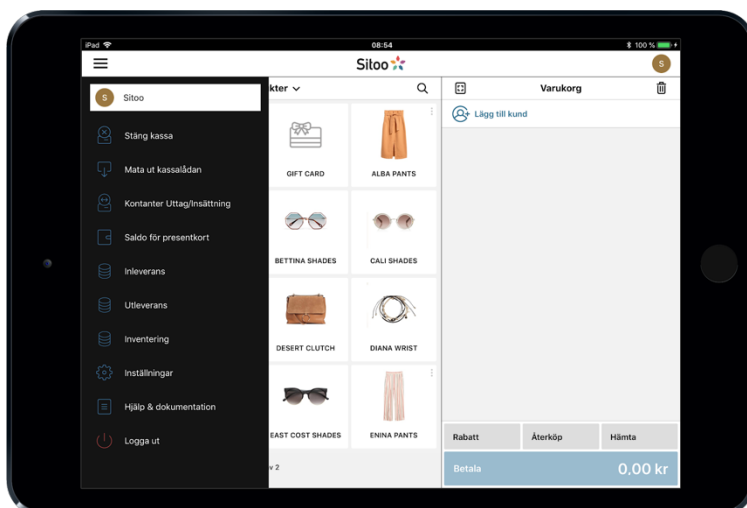 iPad
08:54
100 %
Sitoo
S
S
Sitoo
Stäng kassa
Mata ut kassalådan
Kontanter Uttag/Insättning
Saldo för presentkort
Inleverans
Utleverans
Inventering
Inställningar
Hjälp & dokumentation
Logga ut
kter
GIFT CARD
ALBA PANTS
BETTINA SHADES
CALI SHADES
DESERT CLUTCH
DIANA WRIST
EAST COST SHADES
ENINA PANTS
v 2
Varukorg
Lägg till kund
Rabatt
Återköp
Hämta
Betala
0,00 kr